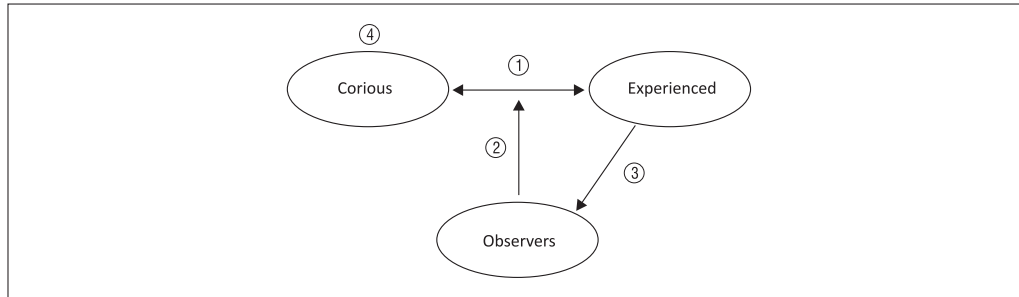 ④
①
Corious
Experienced
②
③
Observers